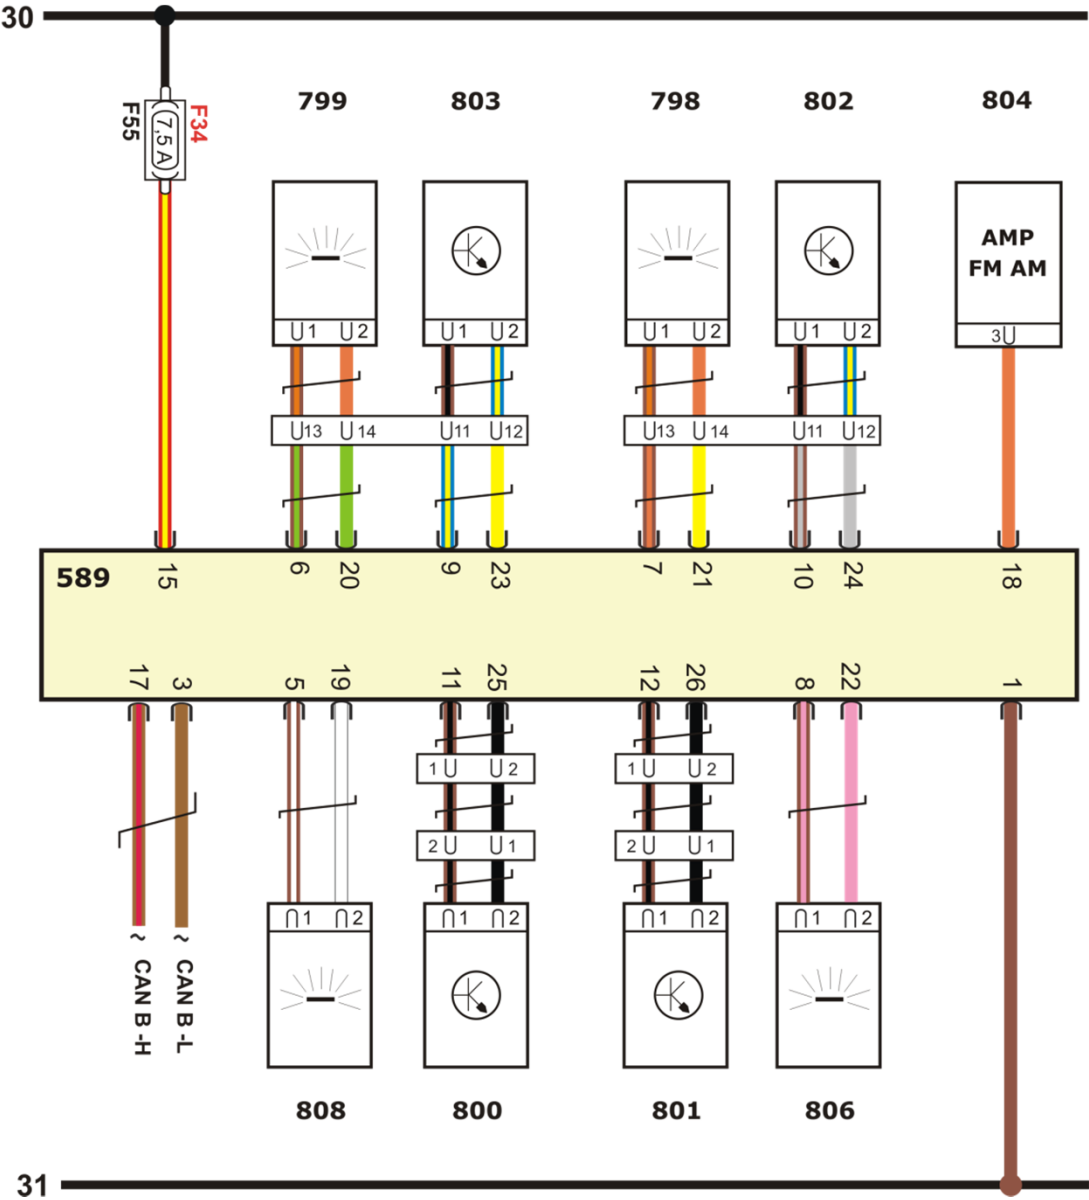 30
799 803 798 802 804
F55 7,5 A F34
AMP
FM AM
1 2 1 2 1 2 1 2 3
13 14 11 12 13 14 11 12
589
15 6 20 9 23 7 21 10 24 18
17 3 5 19 11 25 12 26 8 22 1
1 2 1 2
2 1 2 1
1 2 1 2 1 2 1 2
~ CAN B -H
~ CAN B -L
808 800 801 806
31